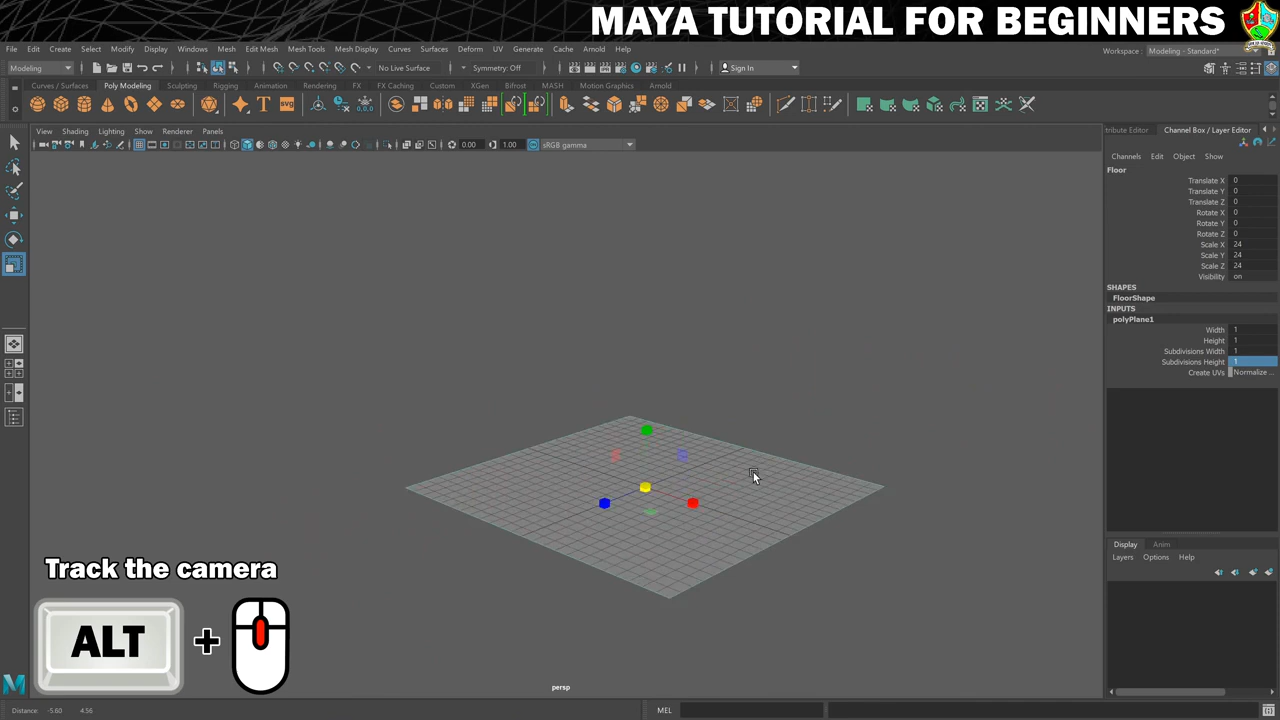 MAYA TUTORIAL FOR BEGINNERS
File Edit Create Select Modify Display Windows Mesh Edit Mesh Mesh Tools Mesh Display Curves Surfaces Deform UV Generate Cache Arnold Help
Workspace : Modeling - Standard*
Modeling
No Live Surface
Symmetry: Off
Sign In
Curves / Surfaces Poly Modeling Sculpting Rigging Animation Rendering FX FX Caching Custom XGen Bifrost MASH Motion Graphics Arnold
SVG
View Shading Lighting Show Renderer Panels
0.00 1.00 sRGB gamma
tribute Editor Channel Box / Layer Editor
Channels Edit Object Show
Floor
Translate X 0
Translate Y 0
Translate Z 0
Rotate X 0
Rotate Y 0
Rotate Z 0
Scale X 24
Scale Y 24
Scale Z 24
Visibility on
SHAPES
FloorShape
INPUTS
polyPlane1
Width 1
Height 1
Subdivisions Width 1
Subdivisions Height 1
Create UVs Normalize ...
Display Anim
Layers Options Help
Track the camera
ALT +
persp
Distance: -5.60 4.56
MEL